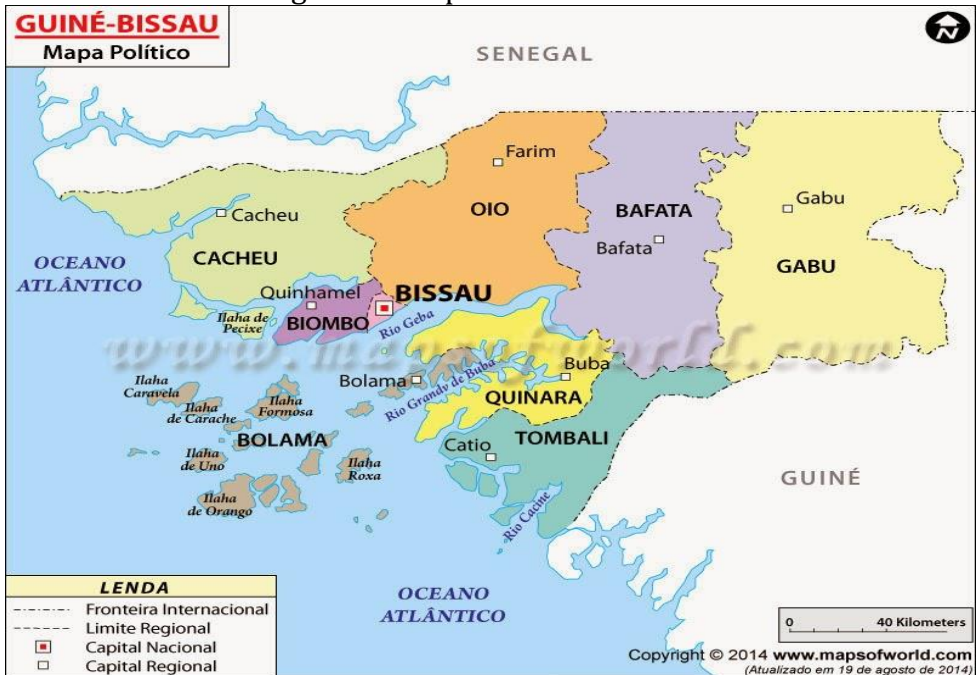 GUINÉ-BISSAU
Mapa Político
N
SENEGAL
Farim
Cacheu
OIO
BAFATA
Gabu
Bafata
CACHEU
GABU
OCEANO
ATLÂNTICO
Quinhamel
BISSAU
BIOMBO
Ilaha de
Pecixe
Rio Geba
www.mapsofworld.com
Bolama
Buba
Rio Grandv de Buba
QUINARA
Ilaha
Caravela
Ilaha
de Carache
Ilaha
Formosa
BOLAMA
TOMBALI
Catio
Ilaha
de Uno
Ilaha
Roxa
GUINÉ
Ilaha
de Orango
Rio Cacine
OCEANO
ATLÂNTICO
LENDA
Fronteira Internacional
Limite Regional
Capital Nacional
Capital Regional
0 40 Kilometers
Copyright © 2014 www.mapsofworld.com
(Atualizado em 19 de agosto de 2014)